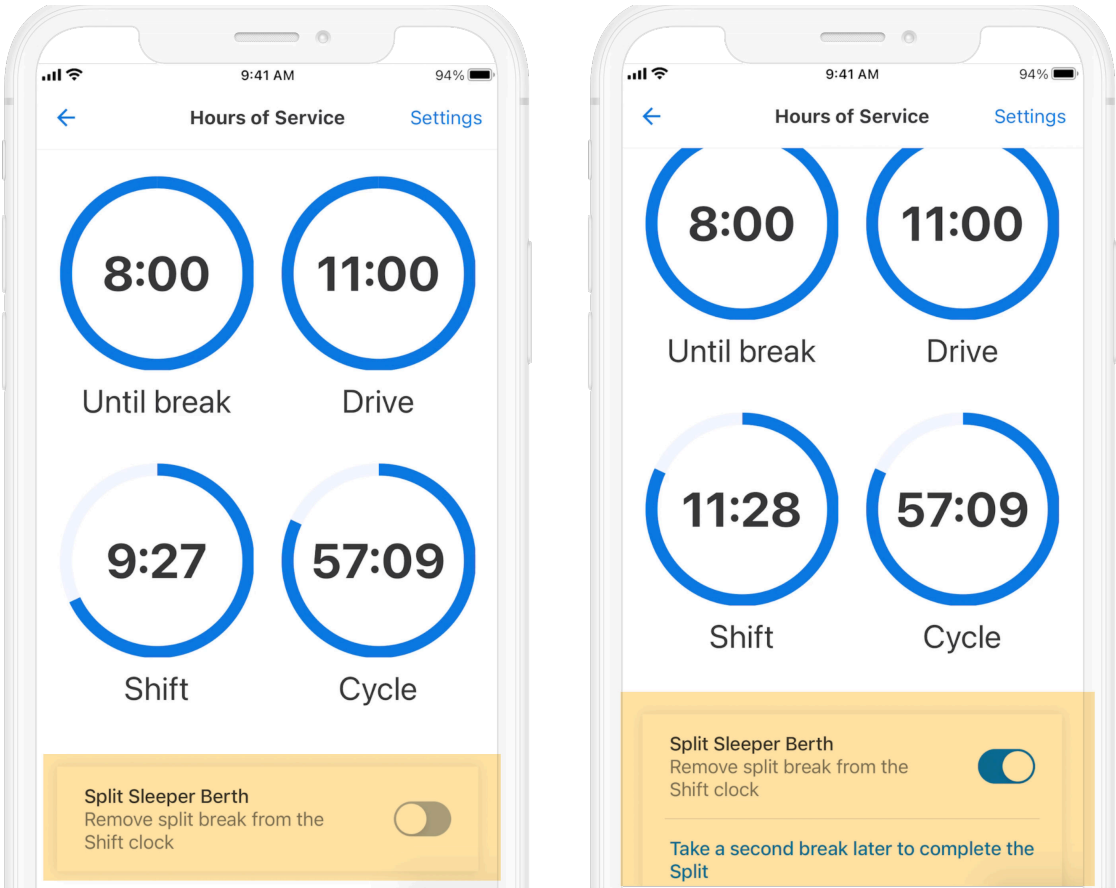 9:41 AM
94%
Hours of Service
Settings
8:00
11:00
Until break
Drive
9:27
57:09
Shift
Cycle
Split Sleeper Berth
Remove split break from the
Shift clock
9:41 AM
94%
Hours of Service
Settings
8:00
11:00
Until break
Drive
11:28
57:09
Shift
Cycle
Split Sleeper Berth
Remove split break from the
Shift clock
Take a second break later to complete the
Split